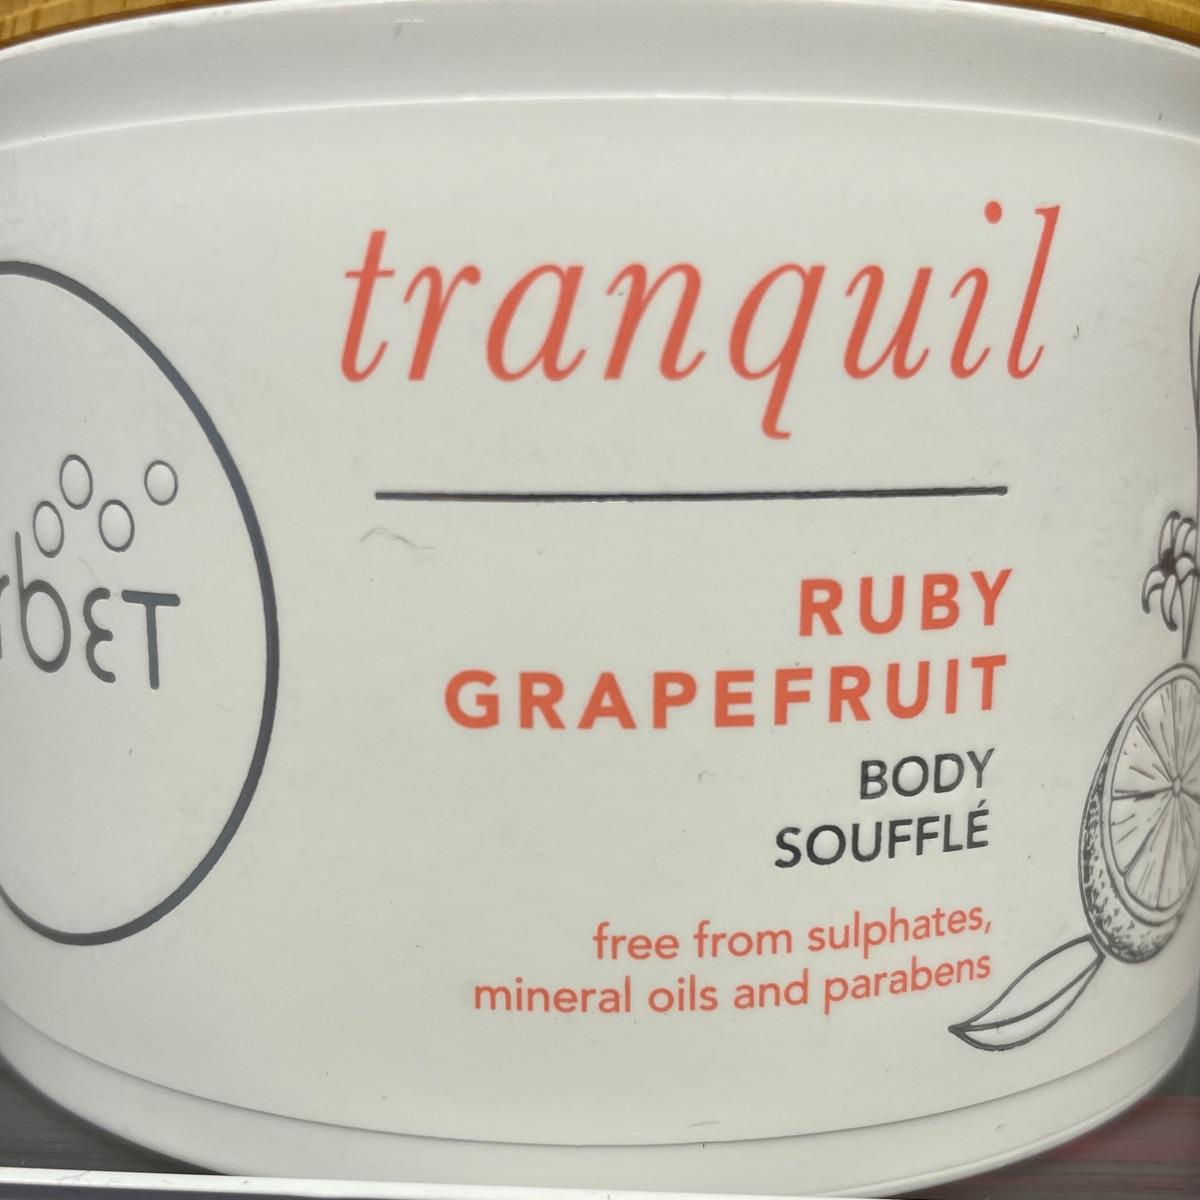 tranquil
RUBY
GRAPEFRUIT
BODY
SOUFFLÉ
free from sulphates,
mineral oils and parabens